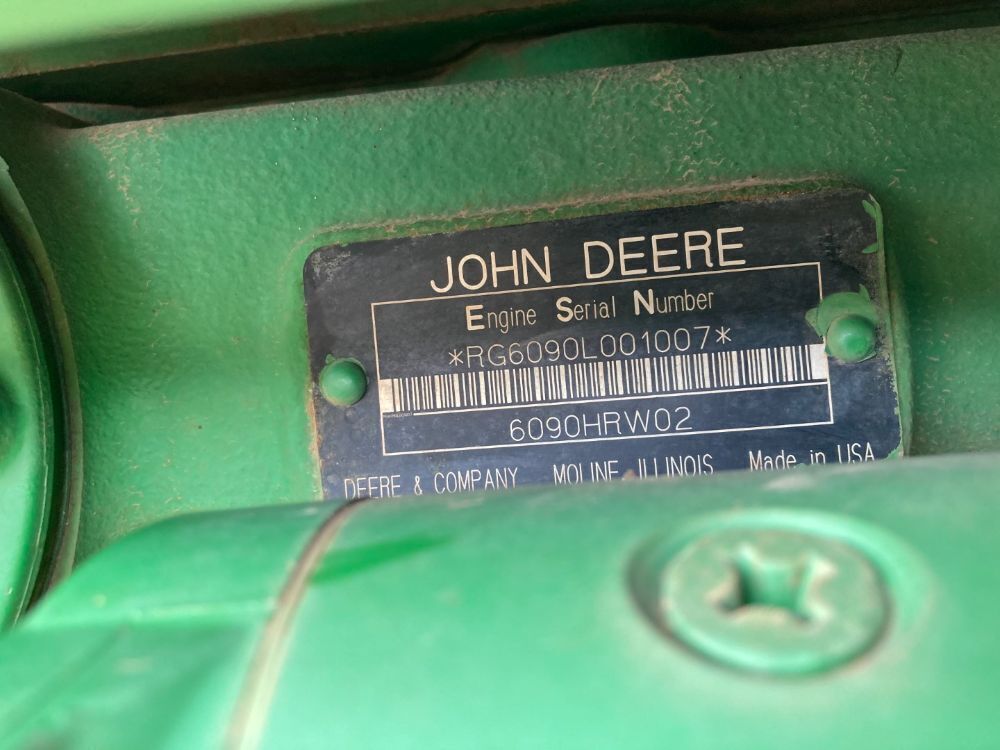 JOHN DEERE
Engine Serial Number
*RG6090L001007*
6090HRW02
DEERE & COMPANY MOLINE, ILLINOIS Made in USA